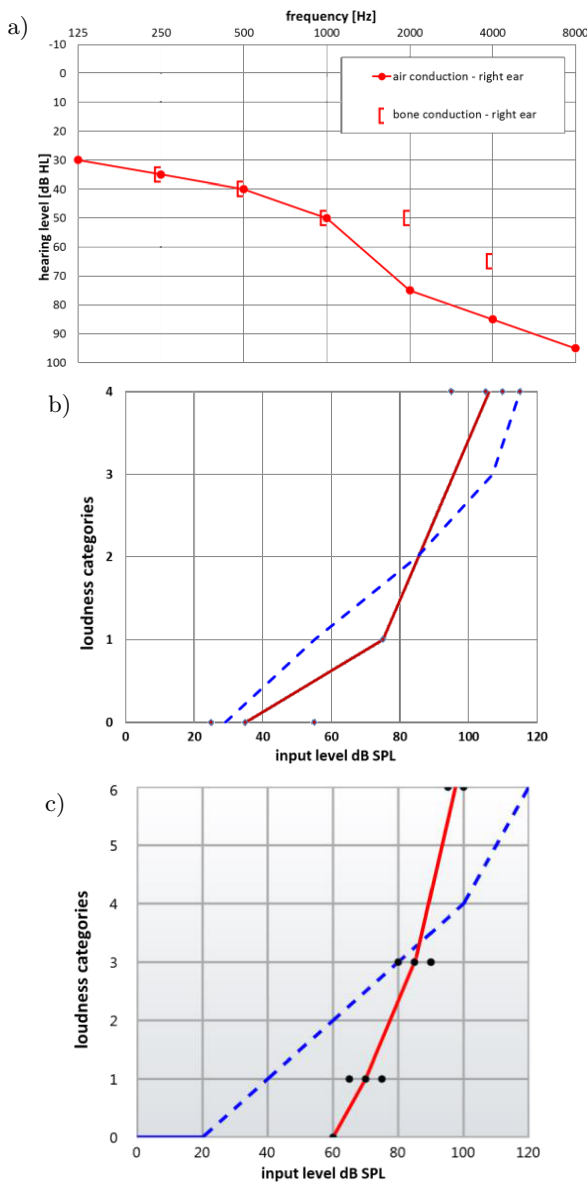 a)
frequency [Hz]
125 250 500 1000 2000 4000 8000
-10
0
10
20
30
40
50
60
70
80
90
100
hearing level [dB HL]
air conduction - right ear
bone conduction - right ear
b)
4
3
2
1
0
loudness categories
0 20 40 60 80 100 120
input level dB SPL
c)
6
5
4
3
2
1
0
loudness categories
0 20 40 60 80 100 120
input level dB SPL